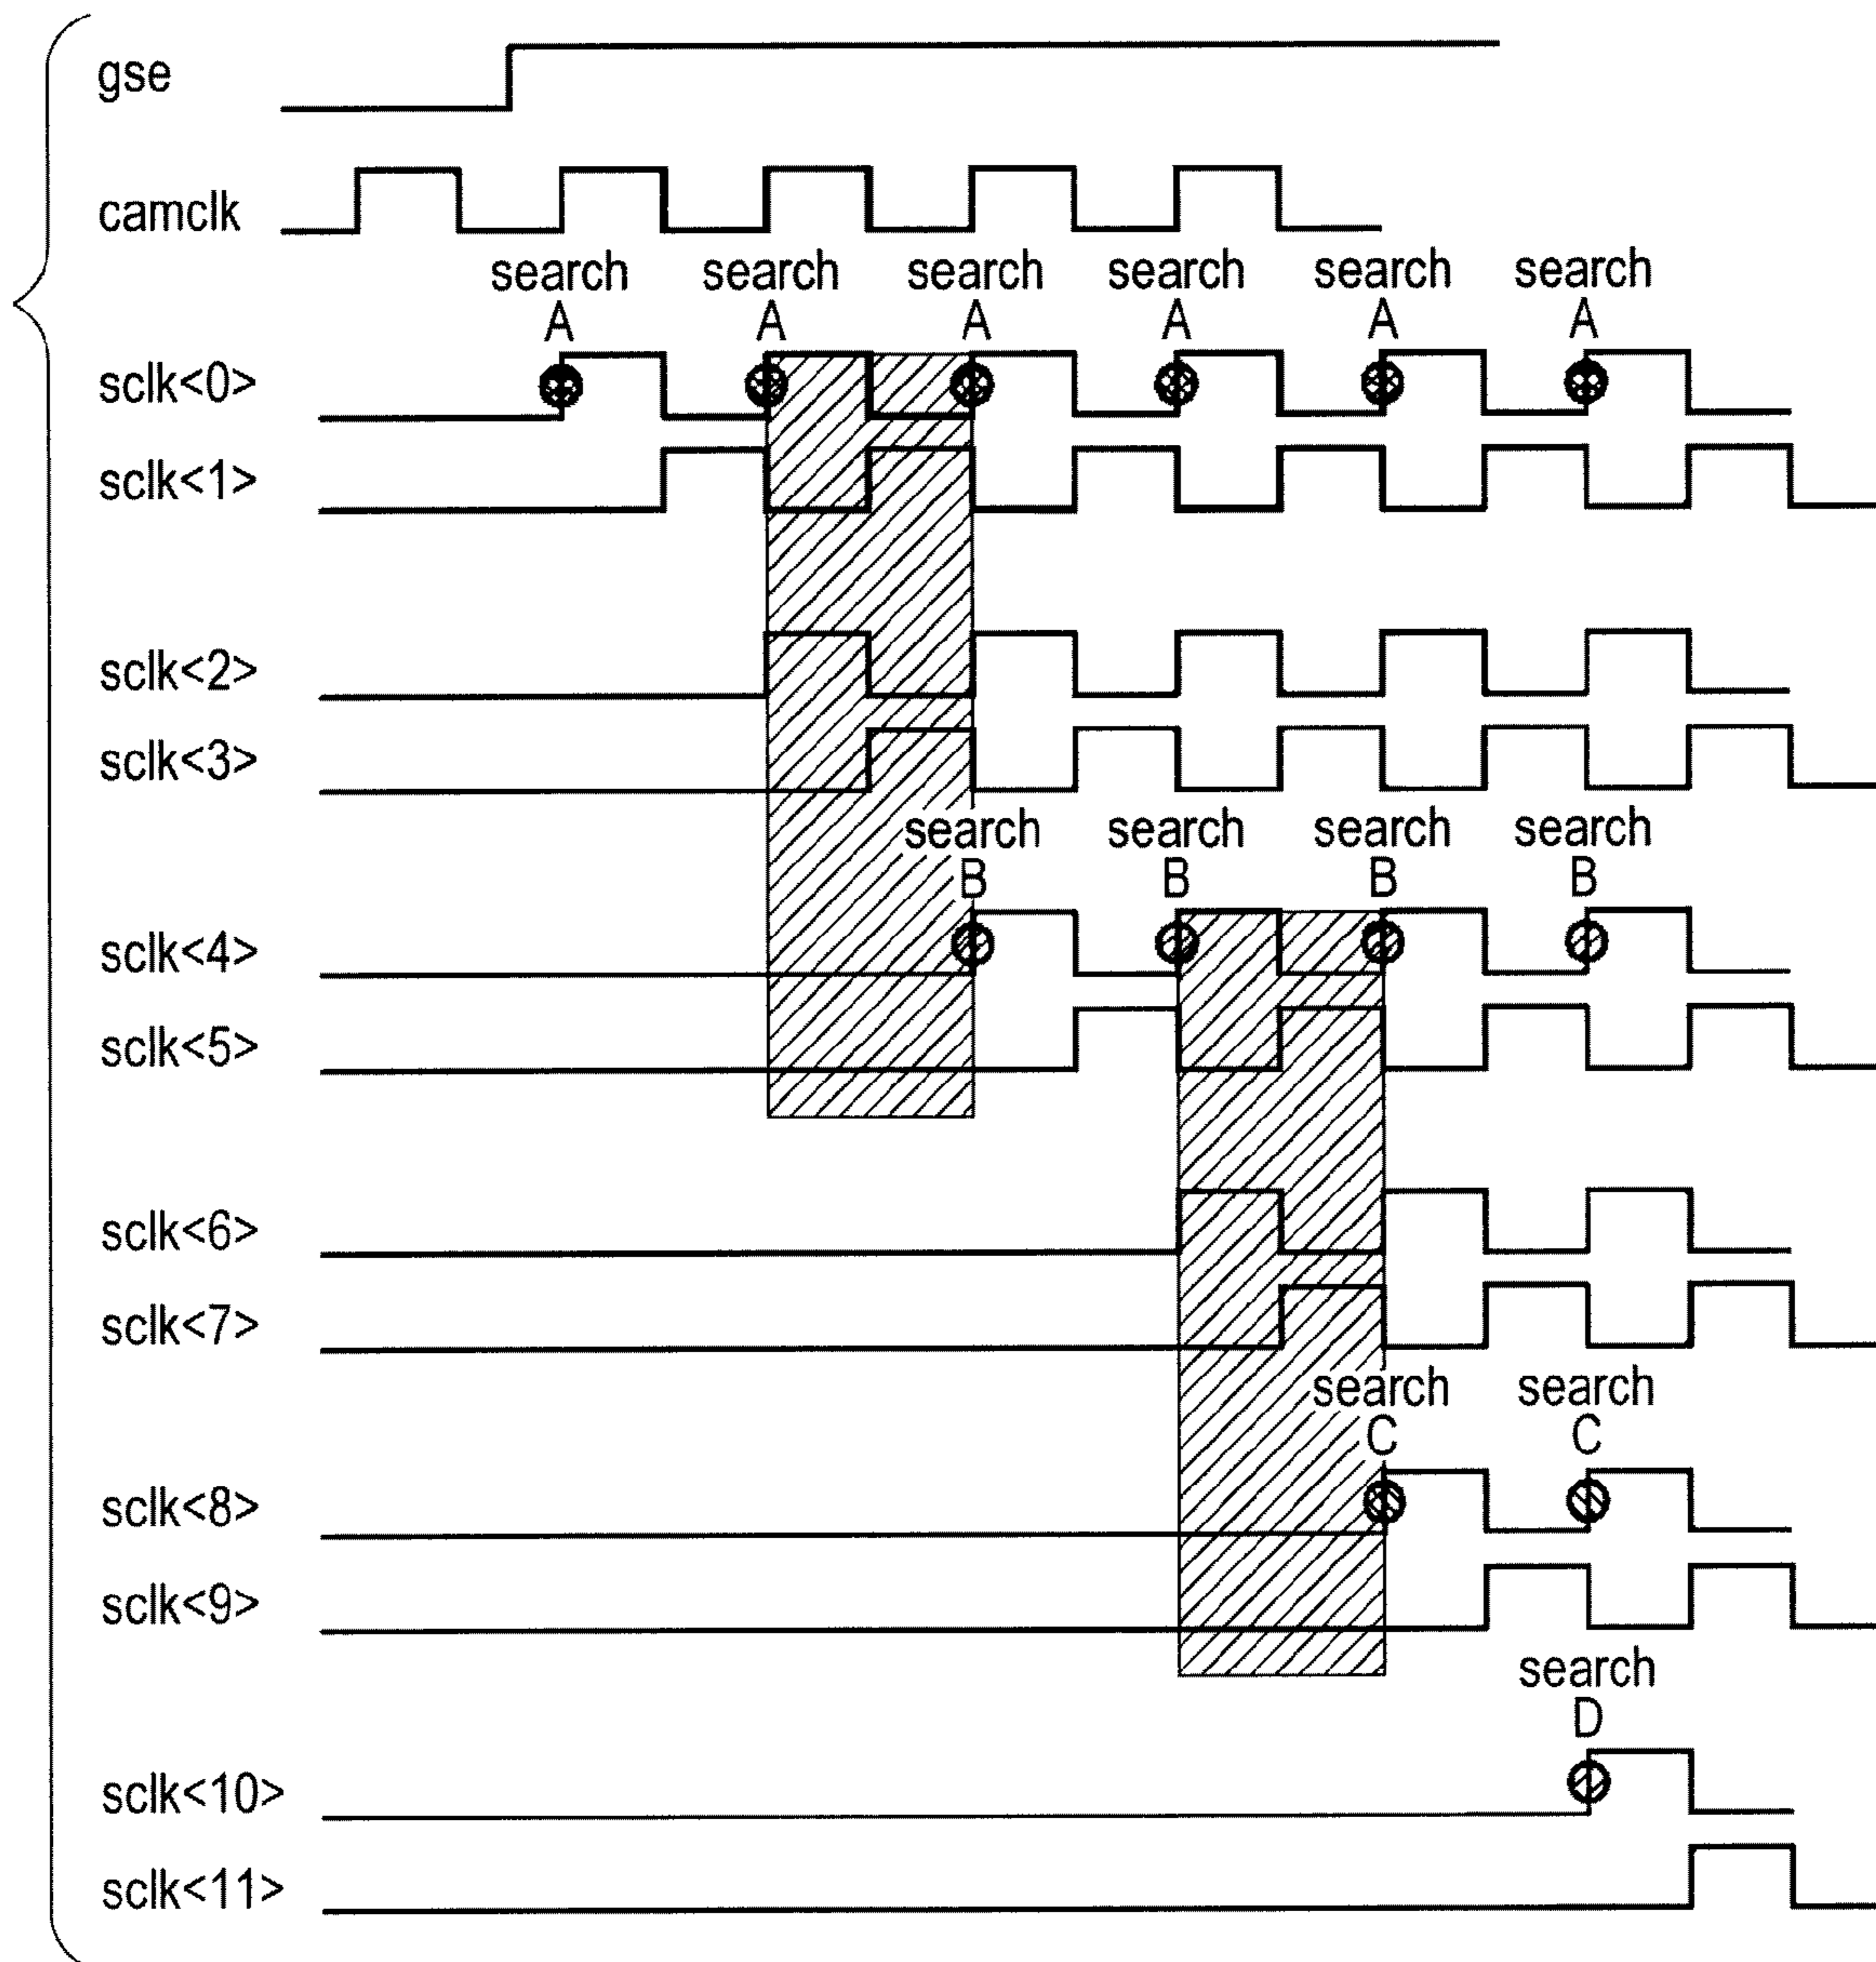 gse
camclk
search search search search search search
A A A A A A
sclk<0>
sclk<1>
sclk<2>
sclk<3>
search search search search
B B B B
sclk<4>
sclk<5>
sclk<6>
sclk<7>
search search
C C
sclk<8>
sclk<9>
search
D
sclk<10>
sclk<11>